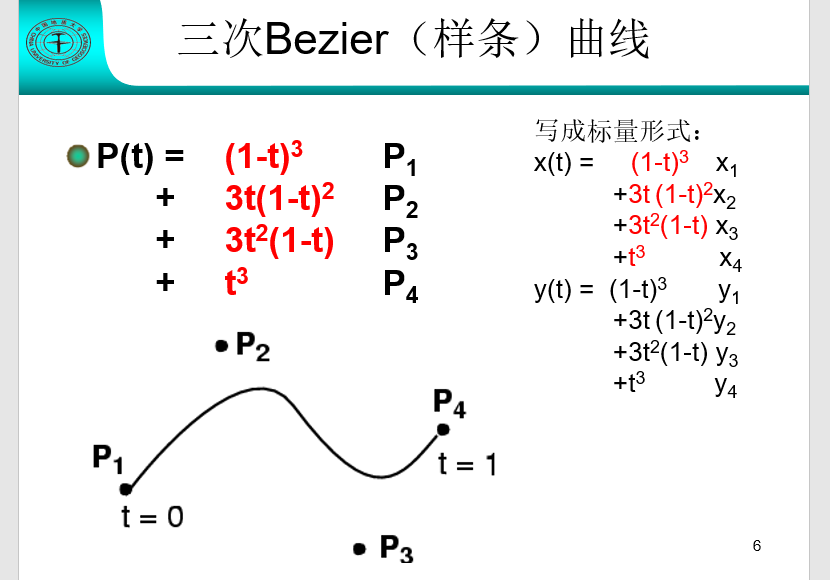 三次Bezier（样条）曲线
P(t) = (1-t)³ P₁
+ 3t(1-t)² P₂
+ 3t²(1-t) P₃
+ t³ P₄
写成标量形式：
x(t) = (1-t)³ x₁
+3t (1-t)²x₂
+3t²(1-t) x₃
+t³ x₄
y(t) = (1-t)³ y₁
+3t (1-t)²y₂
+3t²(1-t) y₃
+t³ y₄
P₂
P₄
P₁
t = 1
t = 0
P₃
6